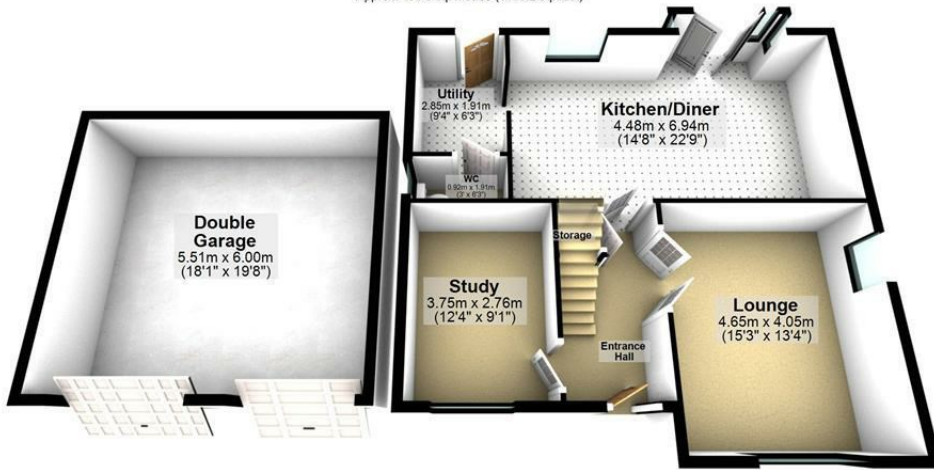 Utility
2.85m x 1.91m
(9'4" x 6'3")
Kitchen/Diner
4.48m x 6.94m
(14'8" x 22'9")
WC
0.92m x 1.91m
(3' x 6'3")
Double
Garage
5.51m x 6.00m
(18'1" x 19'8")
Storage
Study
3.75m x 2.76m
(12'4" x 9'1")
Lounge
4.65m x 4.05m
(15'3" x 13'4")
Entrance
Hall